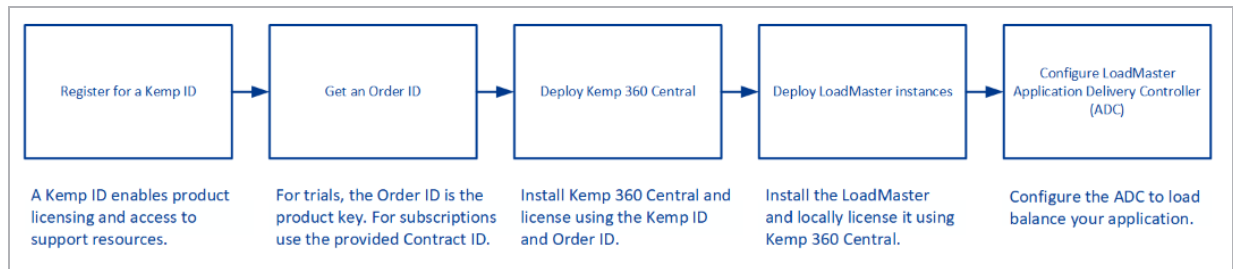 Register for a Kemp ID
Get an Order ID
Deploy Kemp 360 Central
Deploy LoadMaster instances
Configure LoadMaster
Application Delivery Controller
(ADC)
A Kemp ID enables product
licensing and access to
support resources.
For trials, the Order ID is the
product key. For subscriptions
use the provided Contract ID.
Install Kemp 360 Central and
license using the Kemp ID
and Order ID.
Install the LoadMaster
and locally license it using
Kemp 360 Central.
Configure the ADC to load
balance your application.